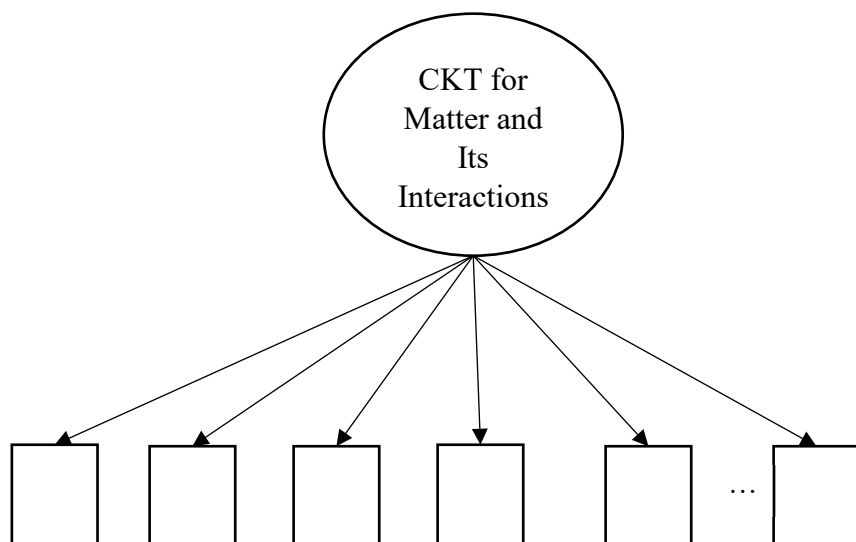 CKT for
Matter and
Its
Interactions
…